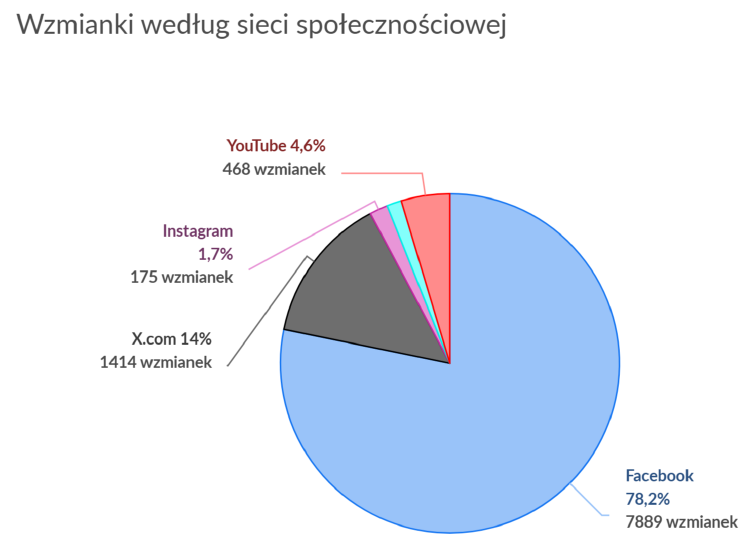 Wzmianki według sieci społecznościowej
YouTube 4,6%
468 wzmianek
Instagram
1,7%
175 wzmianek
X.com 14%
1414 wzmianek
Facebook
78,2%
7889 wzmianek